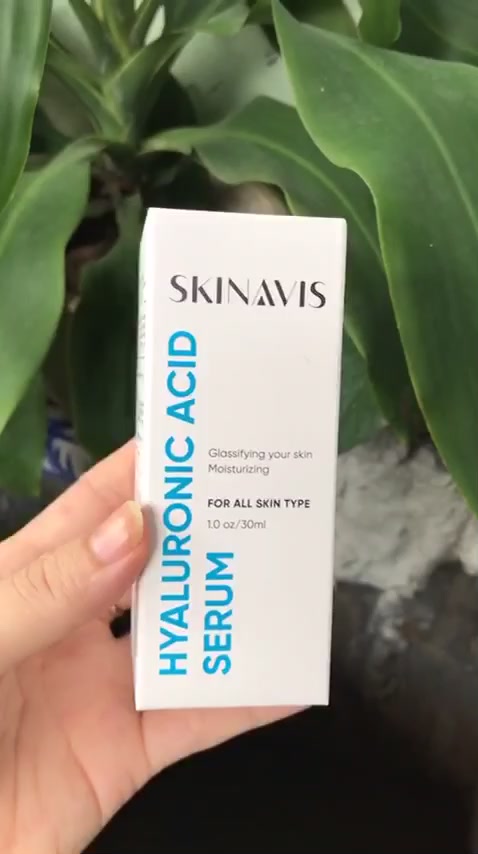 SKINAVIS
HYALURONIC ACID
SERUM
Glassifying your skin
Moisturizing
FOR ALL SKIN TYPE
1.0 oz/30ml